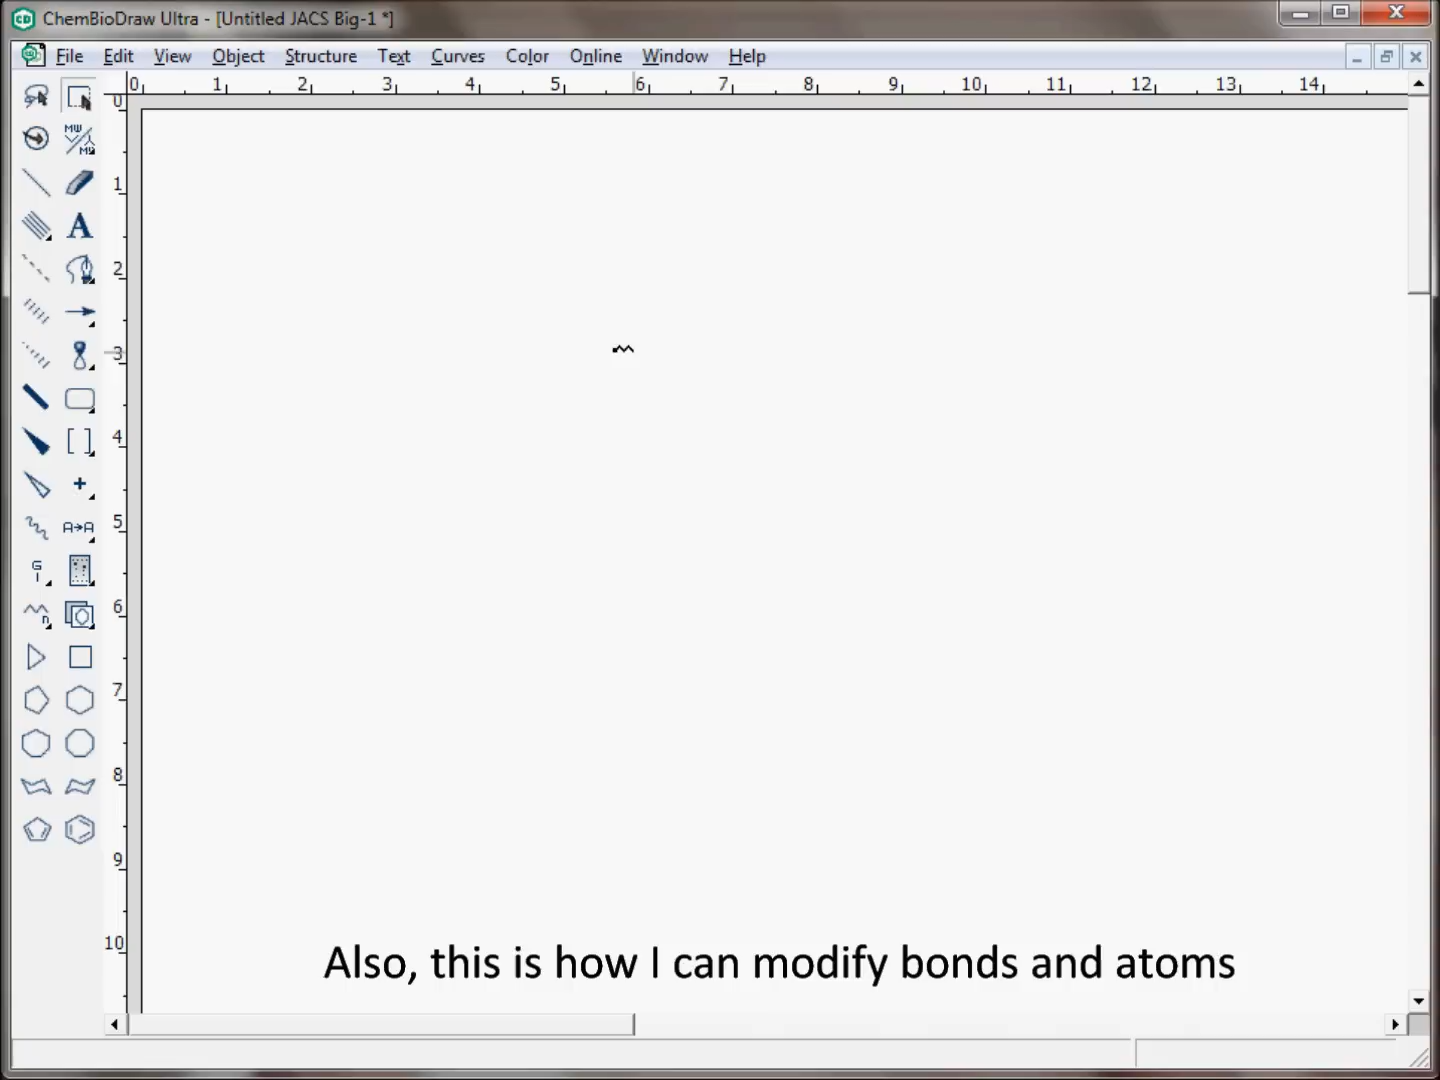 ChemBioDraw Ultra - [Untitled JACS Big-1 *]
File Edit View Object Structure Text Curves Color Online Window Help
0 1 2 3 4 5 6 7 8 9 10 11 12 13 14
0
MW
A
1
2
3
4
5
A→A
G
6
n
7
8
9
10
Also, this is how I can modify bonds and atoms